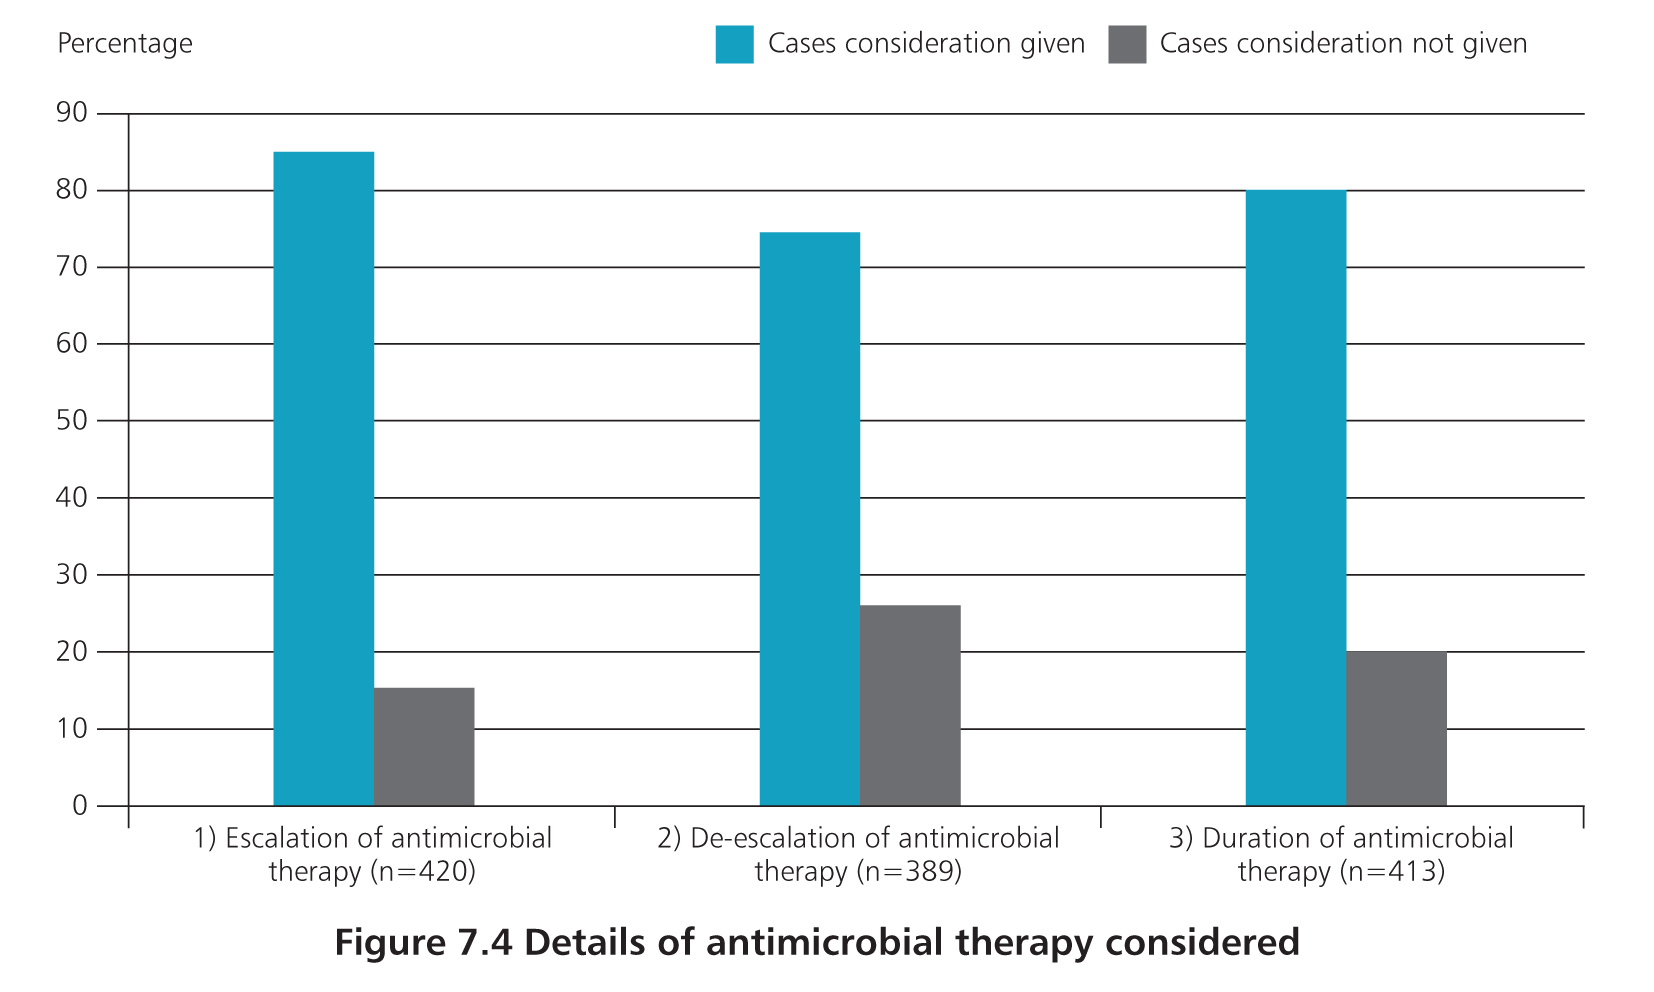 Percentage
Cases consideration given
Cases consideration not given
90
80
70
60
50
40
30
20
10
0
1) Escalation of antimicrobial
therapy (n=420)
2) De-escalation of antimicrobial
therapy (n=389)
3) Duration of antimicrobial
therapy (n=413)
Figure 7.4 Details of antimicrobial therapy considered